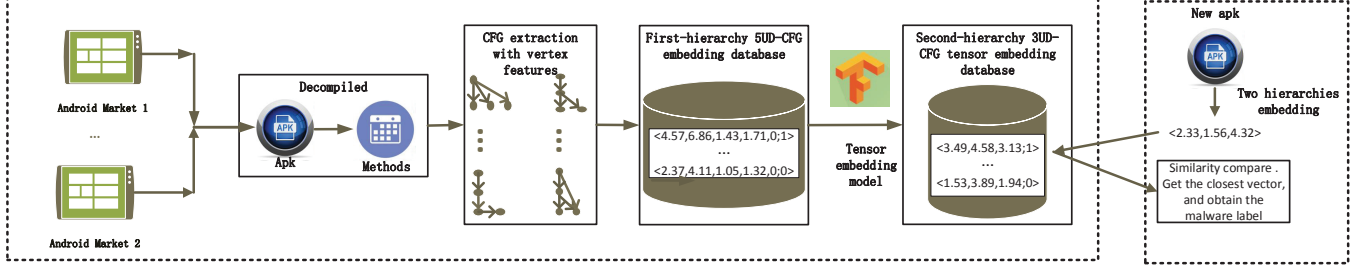 Android Market 1
...
Android Market 2
Decompiled
APK
Apk
Methods
CFG extraction
with vertex
features
First-hierarchy 5UD-CFG
embedding database
<4.57,6.86,1.43,1.71,0;1>
...
<2.37,4.11,1.05,1.32,0;0>
Tensor
embedding
model
Second-hierarchy 3UD-
CFG tensor embedding
database
<3.49,4.58,3.13;1>
...
<1.53,3.89,1.94;0>
New apk
APK
Two hierarchies
embedding
<2.33,1.56,4.32>
Similarity compare .
Get the closest vector,
and obtain the
malware label